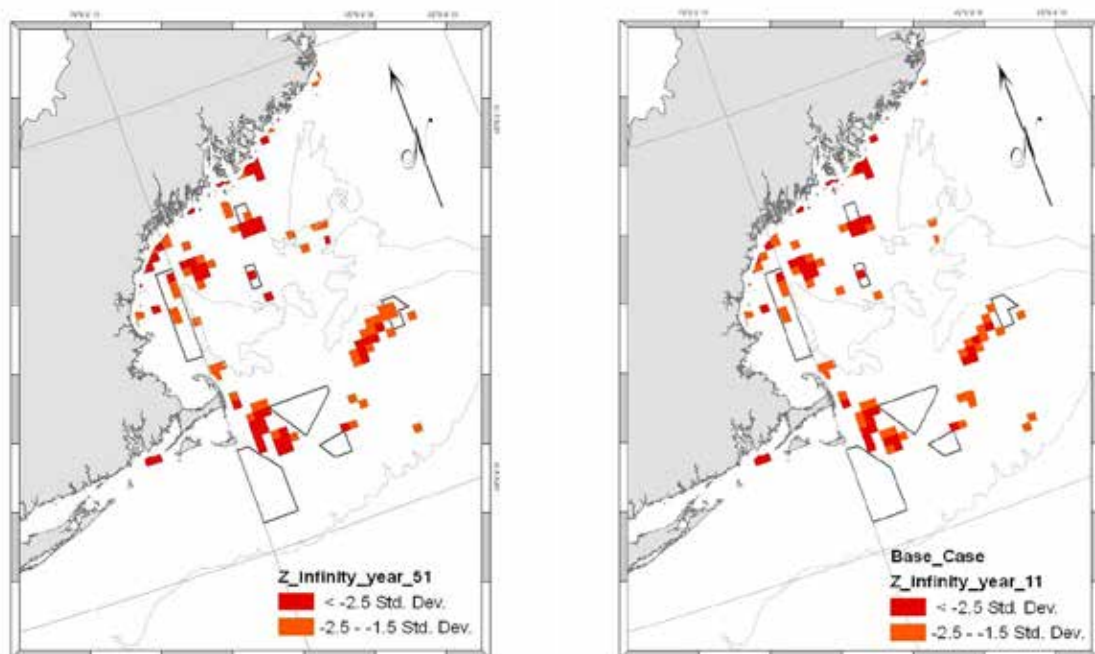 Z_infinity_year_51
< -2.5 Std. Dev.
-2.5 - -1.5 Std. Dev.
Base_Case
Z_infinity_year_11
< -2.5 Std. Dev.
-2.5 - -1.5 Std. Dev.